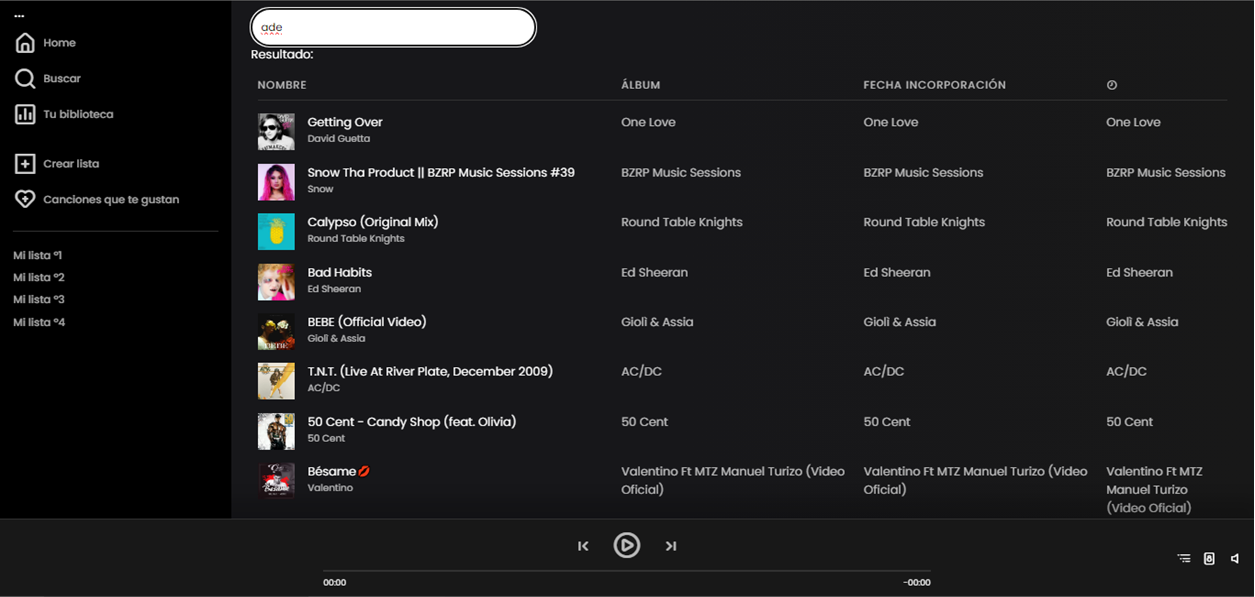 ...
Home
Buscar
Tu biblioteca
Crear lista
Canciones que te gustan
Mi lista º1
Mi lista º2
Mi lista º3
Mi lista º4
ade
Resultado:
NOMBRE ÁLBUM FECHA INCORPORACIÓN
Getting Over One Love One Love One Love
David Guetta
Snow Tha Product || BZRP Music Sessions #39 BZRP Music Sessions BZRP Music Sessions BZRP Music Sessions
Snow
Calypso (Original Mix) Round Table Knights Round Table Knights Round Table Knights
Round Table Knights
Bad Habits Ed Sheeran Ed Sheeran Ed Sheeran
Ed Sheeran
BEBE (Official Video) Giolì & Assia Giolì & Assia Giolì & Assia
Giolì & Assia
T.N.T. (Live At River Plate, December 2009) AC/DC AC/DC AC/DC
AC/DC
50 Cent - Candy Shop (feat. Olivia) 50 Cent 50 Cent 50 Cent
50 Cent
Bésame💋 Valentino Ft MTZ Manuel Turizo (Video Valentino Ft MTZ Manuel Turizo (Video Valentino Ft MTZ
Valentino Oficial) Oficial) Manuel Turizo
(Video Oficial)
00:00 -00:00